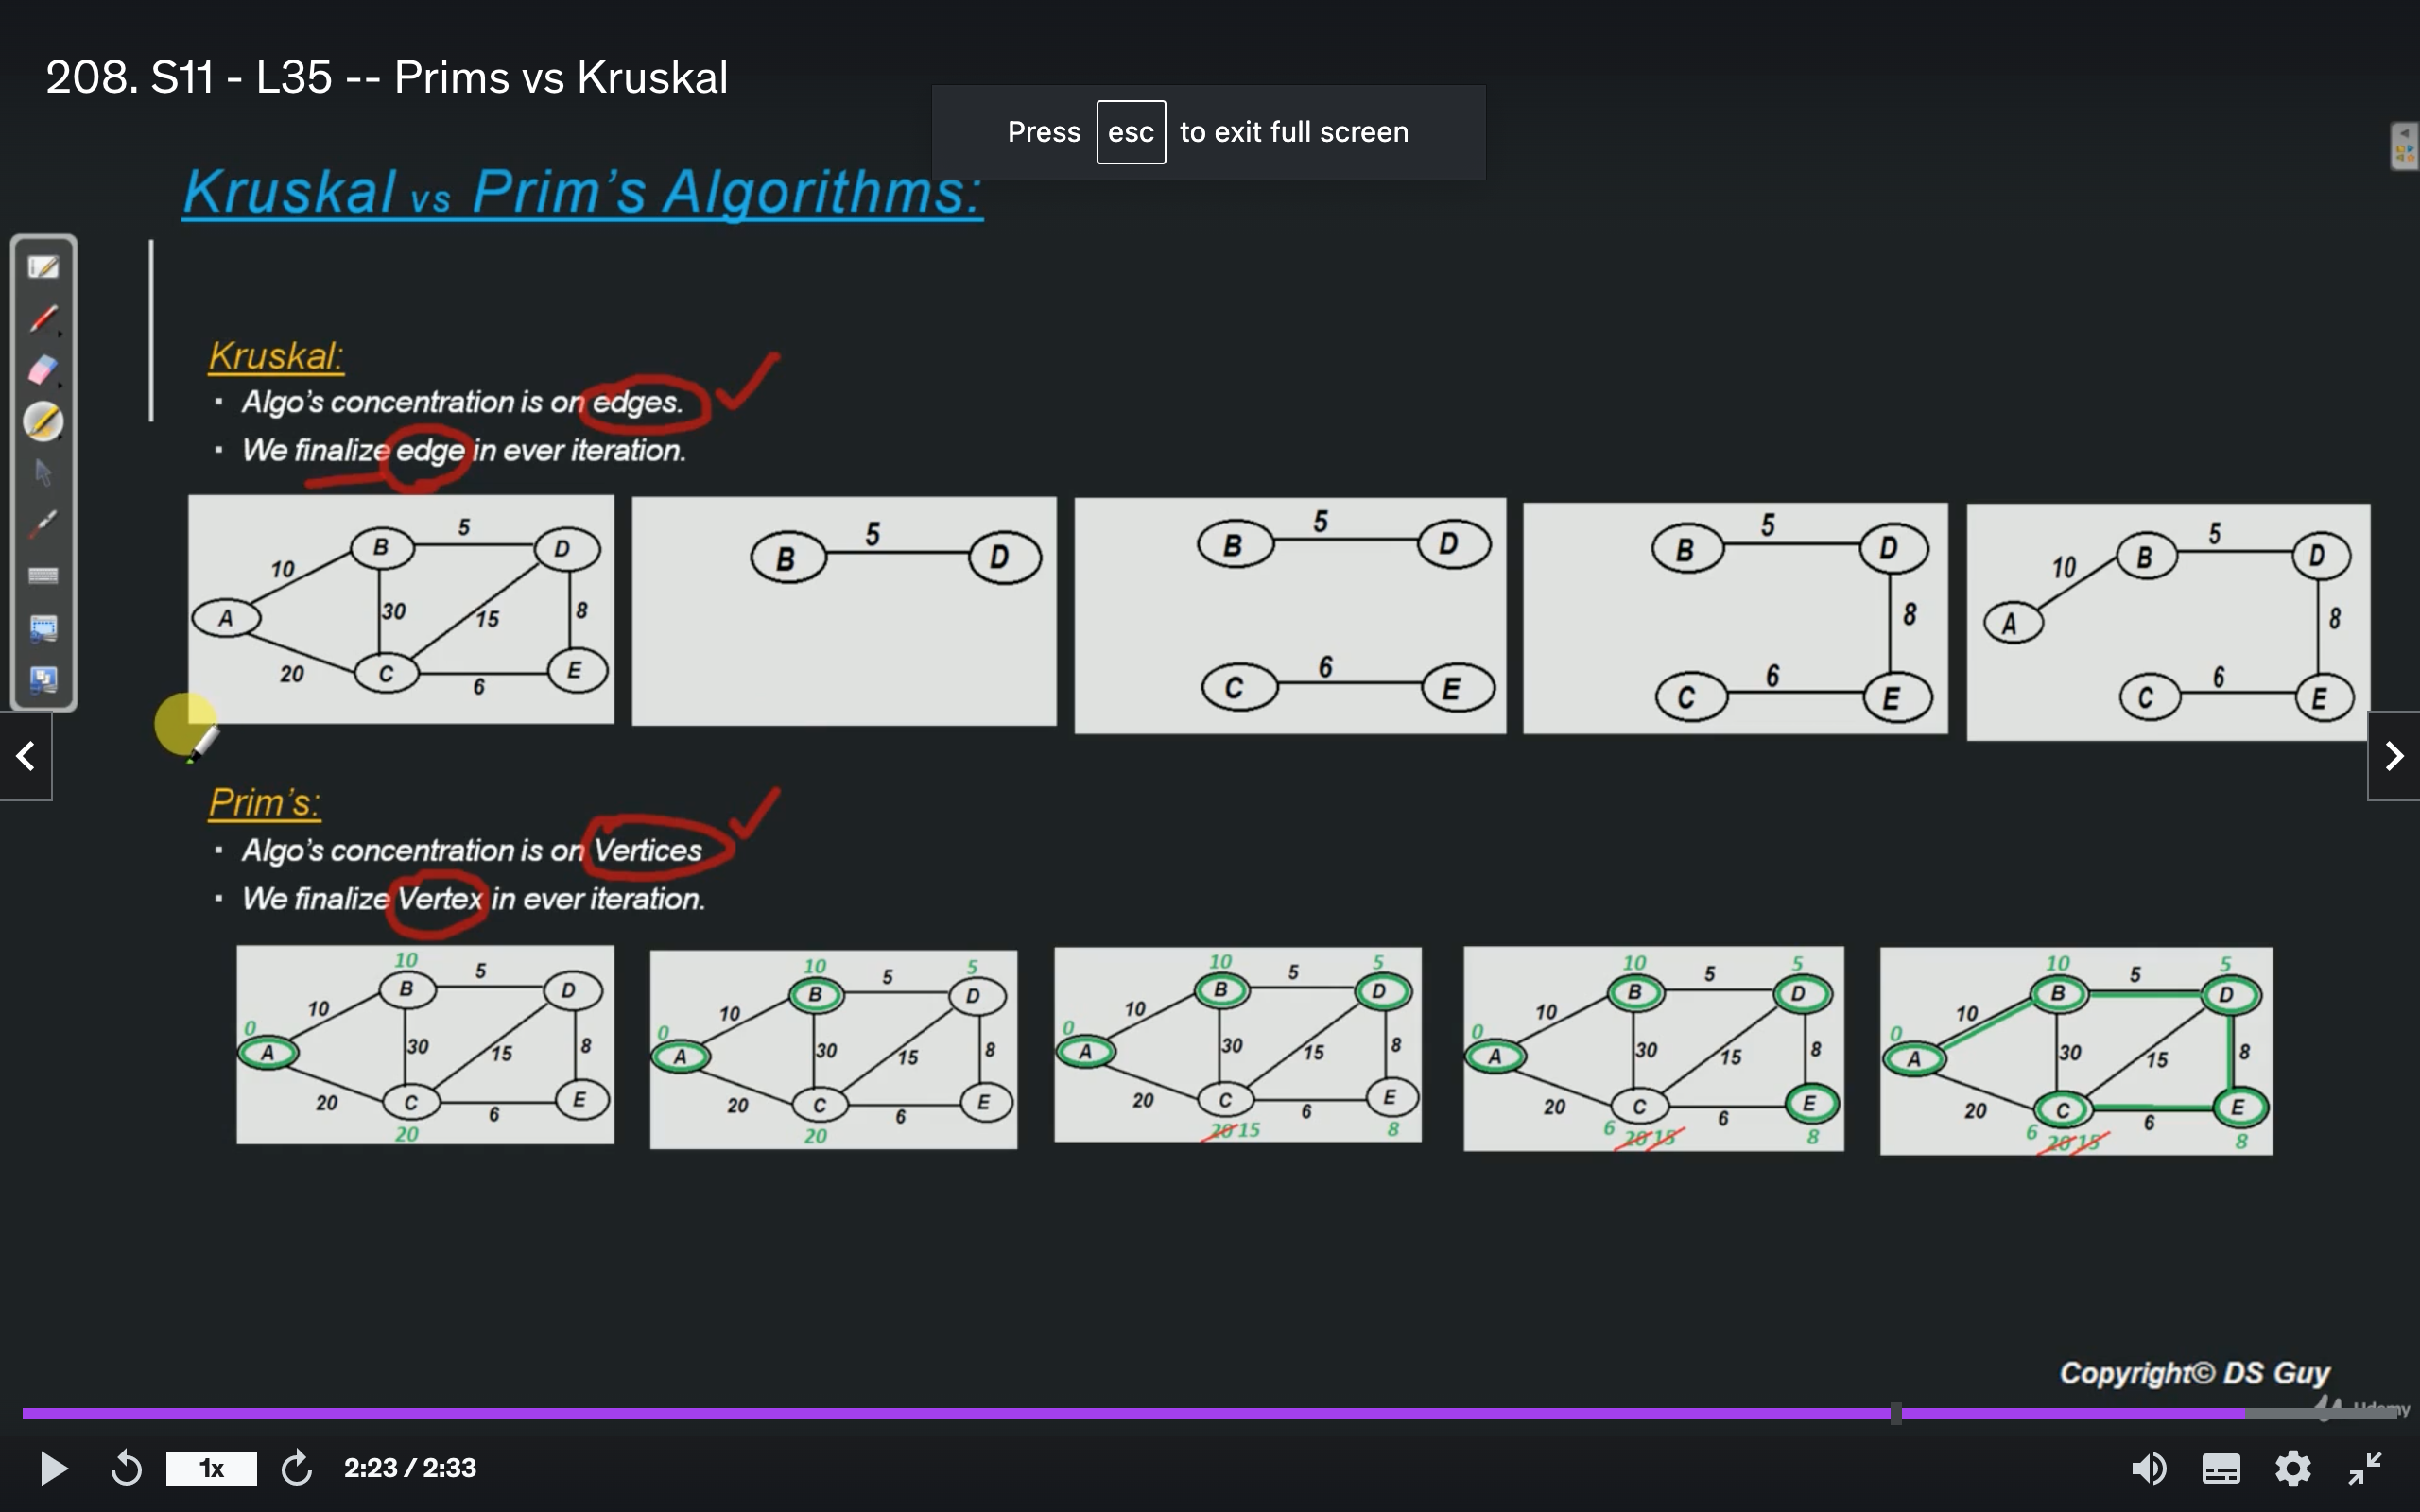 208. S11 - L35 -- Prims vs Kruskal
Press esc to exit full screen
Kruskal vs Prim's Algorithms:
Kruskal:
▪ Algo's concentration is on edges.
▪ We finalize edge in ever iteration.
A B C D E 10 20 30 5 15 8 6
B 5 D
B 5 D C 6 E
B 5 D 8 C 6 E
A 10 B 5 D 8 C 6 E
Prim's:
▪ Algo's concentration is on Vertices
▪ We finalize Vertex in ever iteration.
0 A 10 B 10 5 D 30 15 8 20 C 20 6 E
0 A 10 B 10 5 D 5 30 15 8 20 C 20 6 E
0 A 10 B 10 5 D 5 30 15 8 20 C 20 15 6 E 8
0 A 10 B 10 5 D 5 30 15 8 20 C 6 20 15 6 E 8
0 A 10 B 10 5 D 5 30 15 8 20 C 6 20 15 6 E 8
Copyright© DS Guy
Udemy
1x
2:23 / 2:33